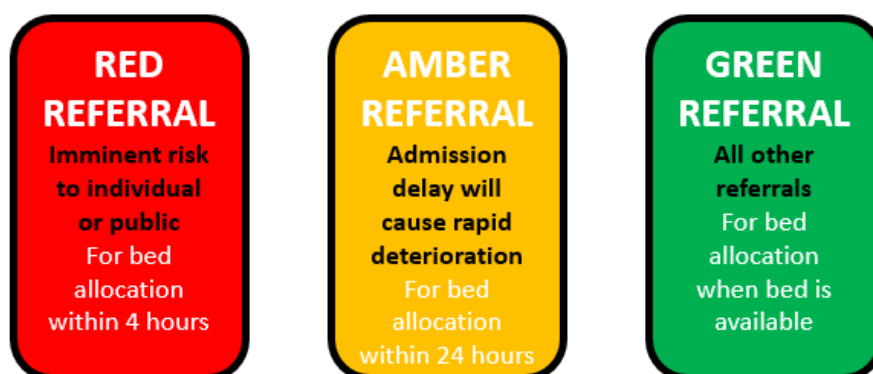 RED
REFERRAL
Imminent risk
to individual
or public
For bed
allocation
within 4 hours
AMBER
REFERRAL
Admission
delay will
cause rapid
deterioration
For bed
allocation
within 24 hours
GREEN
REFERRAL
All other
referrals
For bed
allocation
when bed is
available